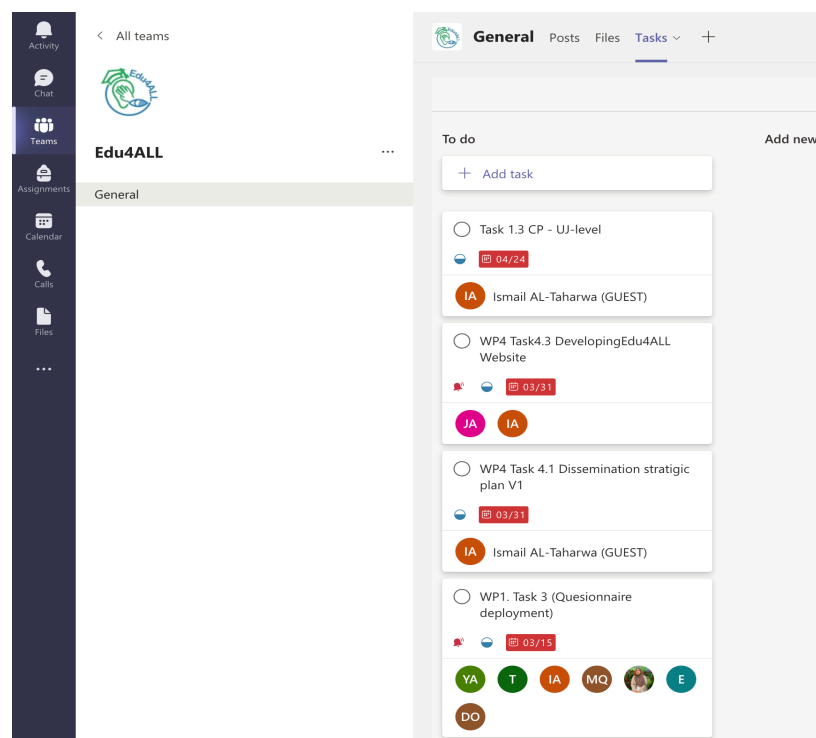 Activity
Chat
Teams
Assignments
Calendar
Calls
Files
All teams
Edu4ALL
Edu4ALL
General
General Posts Files Tasks
To do
Add new
Add task
Task 1.3 CP - UJ-level
04/24
IA Ismail AL-Taharwa (GUEST)
WP4 Task4.3 DevelopingEdu4ALL
Website
03/31
JA IA
WP4 Task 4.1 Dissemination stratigic
plan V1
03/31
IA Ismail AL-Taharwa (GUEST)
WP1. Task 3 (Quesionnaire
deployment)
03/15
YA T IA MQ E
DO